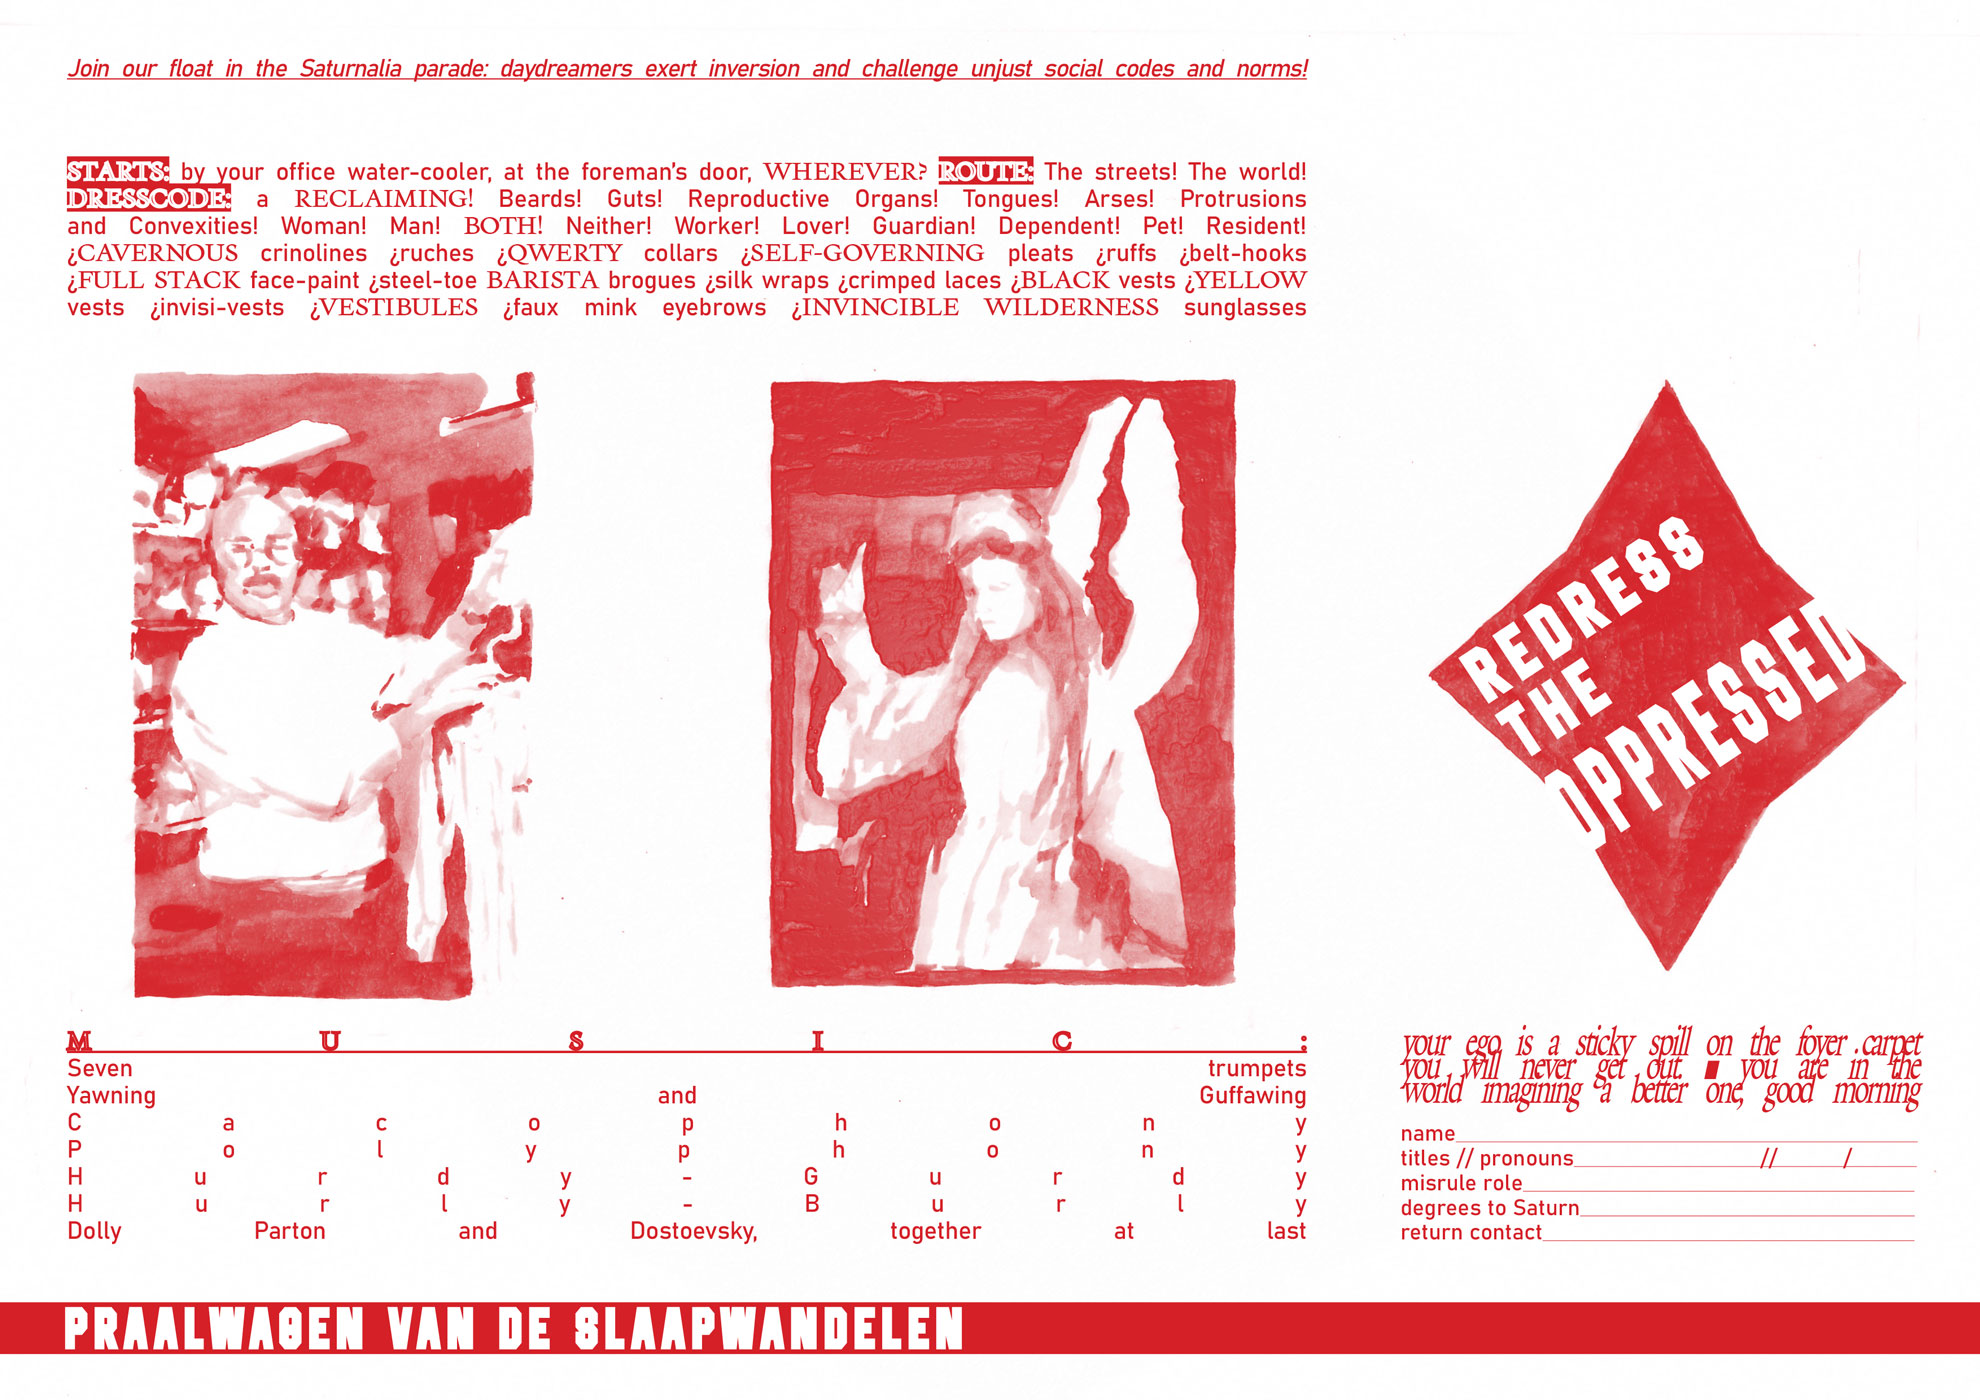 Join our float in the Saturnalia parade: daydreamers exert inversion and challenge unjust social codes and norms!
STARTS: by your office water-cooler, at the foreman's door, WHEREVER? ROUTE: The streets! The world!
DRESSCODE: a RECLAIMING! Beards! Guts! Reproductive Organs! Tongues! Arses! Protrusions
and Convexities! Woman! Man! BOTH! Neither! Worker! Lover! Guardian! Dependent! Pet! Resident!
¿CAVERNOUS crinolines ¿ruches ¿QWERTY collars ¿SELF-GOVERNING pleats ¿ruffs ¿belt-hooks
¿FULL STACK face-paint ¿steel-toe BARISTA brogues ¿silk wraps ¿crimped laces ¿BLACK vests ¿YELLOW
vests ¿invisi-vests ¿VESTIBULES ¿faux mink eyebrows ¿INVINCIBLE WILDERNESS sunglasses
REDRESS
THE
OPPRESSED
MUSIC:
Seven trumpets
Yawning and Guffawing
Cacophony
Polyphony
Hurdy-Gurdy
Hurly-Burly
Dolly Parton and Dostoevsky, together at last
your ego is a sticky spill on the foyer carpet
you will never get out. ■ you are in the
world imagining a better one, good morning
name
titles // pronouns // /
misrule role
degrees to Saturn
return contact
PRAALWAGEN VAN DE SLAAPWANDELEN